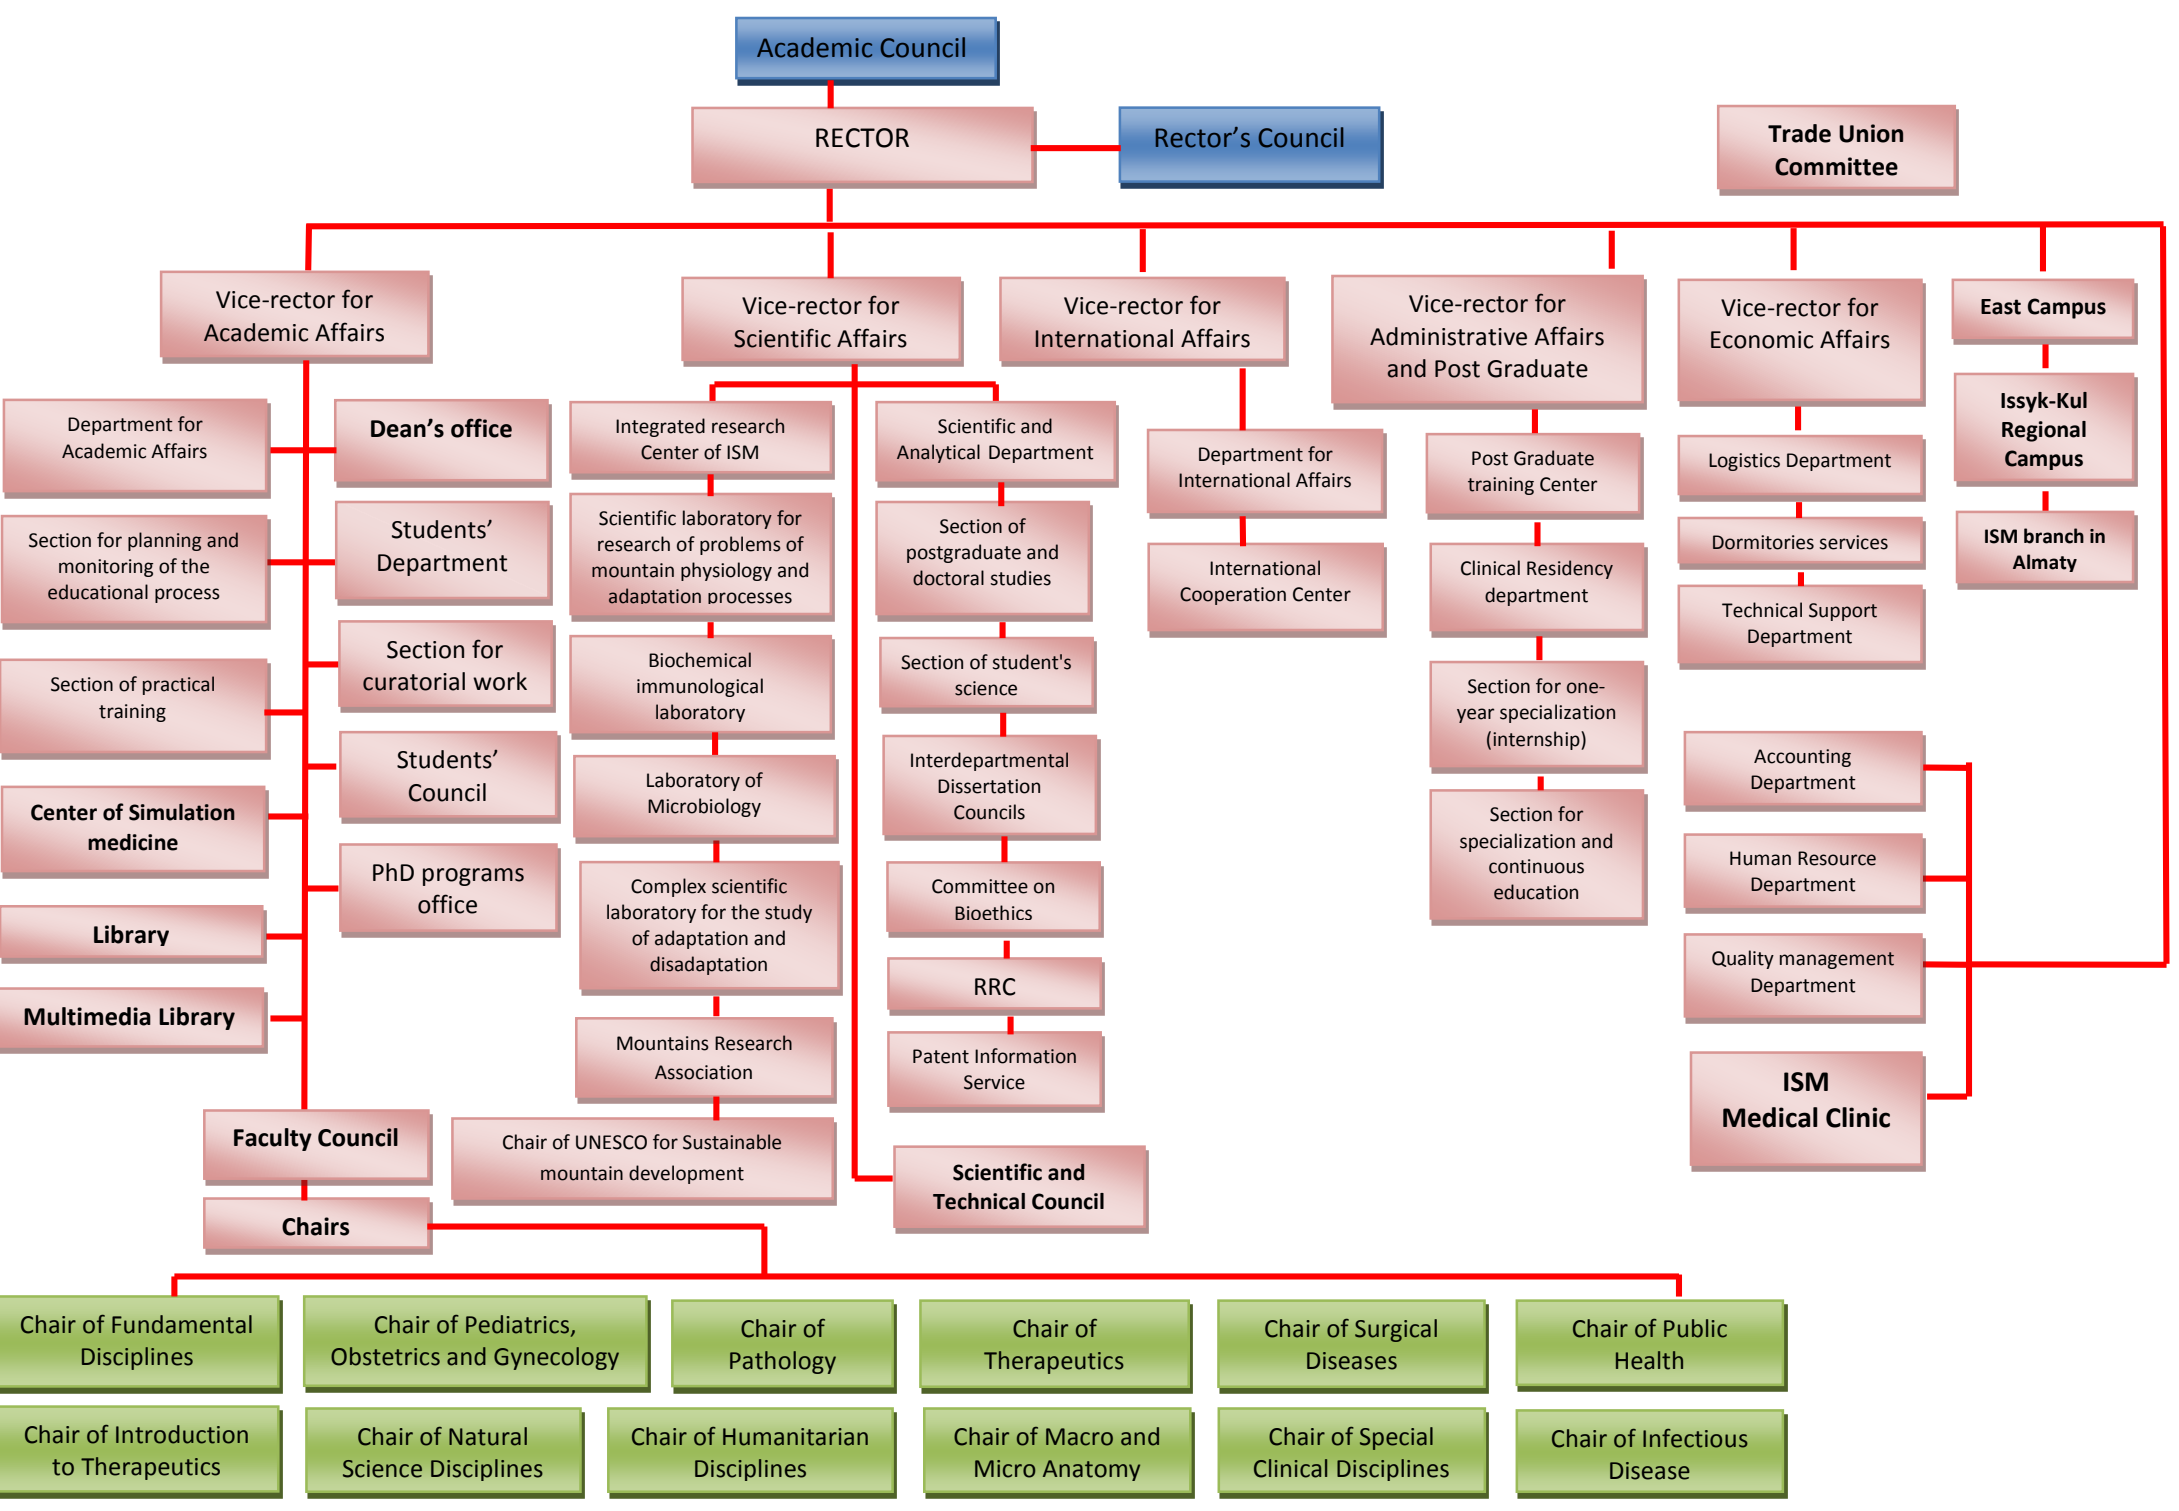 Academic Council
RECTOR
Rector’s Council
Trade Union
Committee
Vice-rector for
Academic Affairs
Vice-rector for
Scientific Affairs
Vice-rector for
International Affairs
Vice-rector for
Administrative Affairs
and Post Graduate
Vice-rector for
Economic Affairs
East Campus
Department for
Academic Affairs
Section for planning and
monitoring of the
educational process
Section of practical
training
Center of Simulation
medicine
Library
Multimedia Library
Dean’s office
Students’
Department
Section for
curatorial work
Students’
Council
PhD programs
office
Faculty Council
Chairs
Integrated research
Center of ISM
Scientific laboratory for
research of problems of
mountain physiology and
adaptation processes
Biochemical
immunological
laboratory
Laboratory of
Microbiology
Complex scientific
laboratory for the study
of adaptation and
disadaptation
Mountains Research
Association
Chair of UNESCO for Sustainable
mountain development
Scientific and
Analytical Department
Section of
postgraduate and
doctoral studies
Section of student's
science
Interdepartmental
Dissertation
Councils
Committee on
Bioethics
RRC
Patent Information
Service
Scientific and
Technical Council
Department for
International Affairs
International
Cooperation Center
Post Graduate
training Center
Clinical Residency
department
Section for one-
year specialization
(internship)
Section for
specialization and
continuous
education
Logistics Department
Dormitories services
Technical Support
Department
Accounting
Department
Human Resource
Department
Quality management
Department
ISM
Medical Clinic
Issyk-Kul
Regional
Campus
ISM branch in
Almaty
Chair of Fundamental
Disciplines
Chair of Pediatrics,
Obstetrics and Gynecology
Chair of
Pathology
Chair of
Therapeutics
Chair of Surgical
Diseases
Chair of Public
Health
Chair of Introduction
to Therapeutics
Chair of Natural
Science Disciplines
Chair of Humanitarian
Disciplines
Chair of Macro and
Micro Anatomy
Chair of Special
Clinical Disciplines
Chair of Infectious
Disease